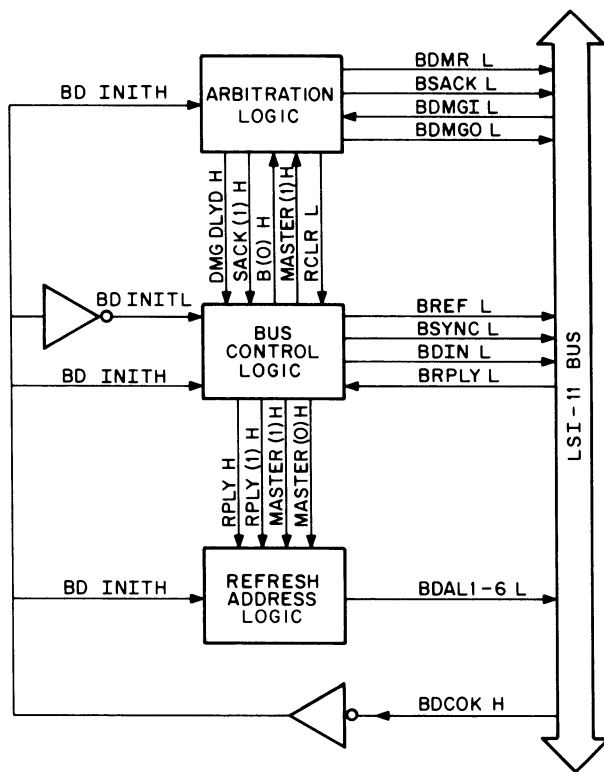 BDMR L
BSACK L
BDMGI L
BDMGO L
BD INITH
ARBITRATION
LOGIC
DMG DLYD H
SACK (1) H
B (0) H
MASTER (1) H
RCLR L
BD INITL
BUS
CONTROL
LOGIC
BREF L
BSYNC L
BDIN L
BRPLY L
BD INITH
LSI-11 BUS
RPLY H
RPLY (1) H
MASTER (1) H
MASTER (0) H
BD INITH
REFRESH
ADDRESS
LOGIC
BDAL1-6 L
BDCOK H